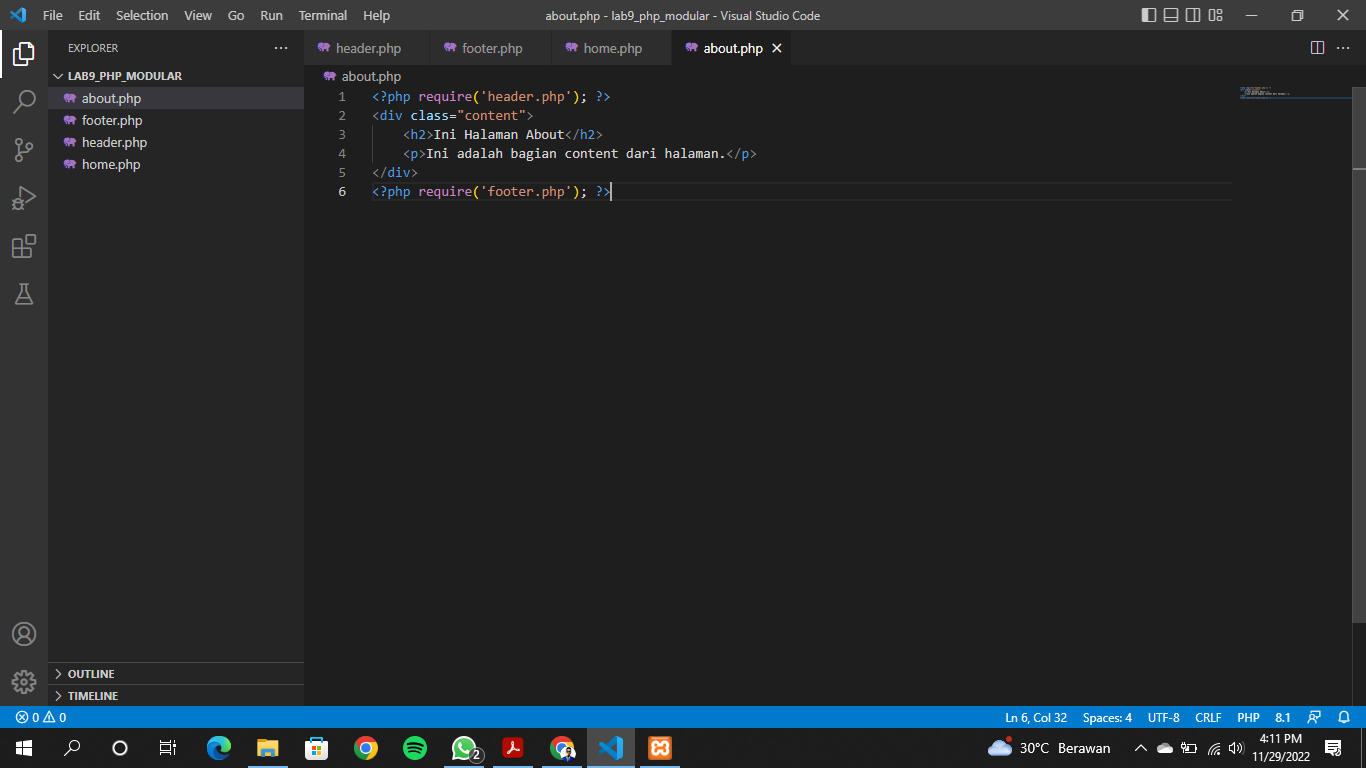 File Edit Selection View Go Run Terminal Help about.php - lab9_php_modular - Visual Studio Code
EXPLORER
LAB9_PHP_MODULAR
about.php
footer.php
header.php
home.php
OUTLINE
TIMELINE
header.php footer.php home.php about.php
about.php
1 <?php require('header.php'); ?>
2 <div class="content">
3 <h2>Ini Halaman About</h2>
4 <p>Ini adalah bagian content dari halaman.</p>
5 </div>
6 <?php require('footer.php'); ?>
0 0 Ln 6, Col 32 Spaces: 4 UTF-8 CRLF PHP 8.1
2 30°C Berawan 4:11 PM
11/29/2022